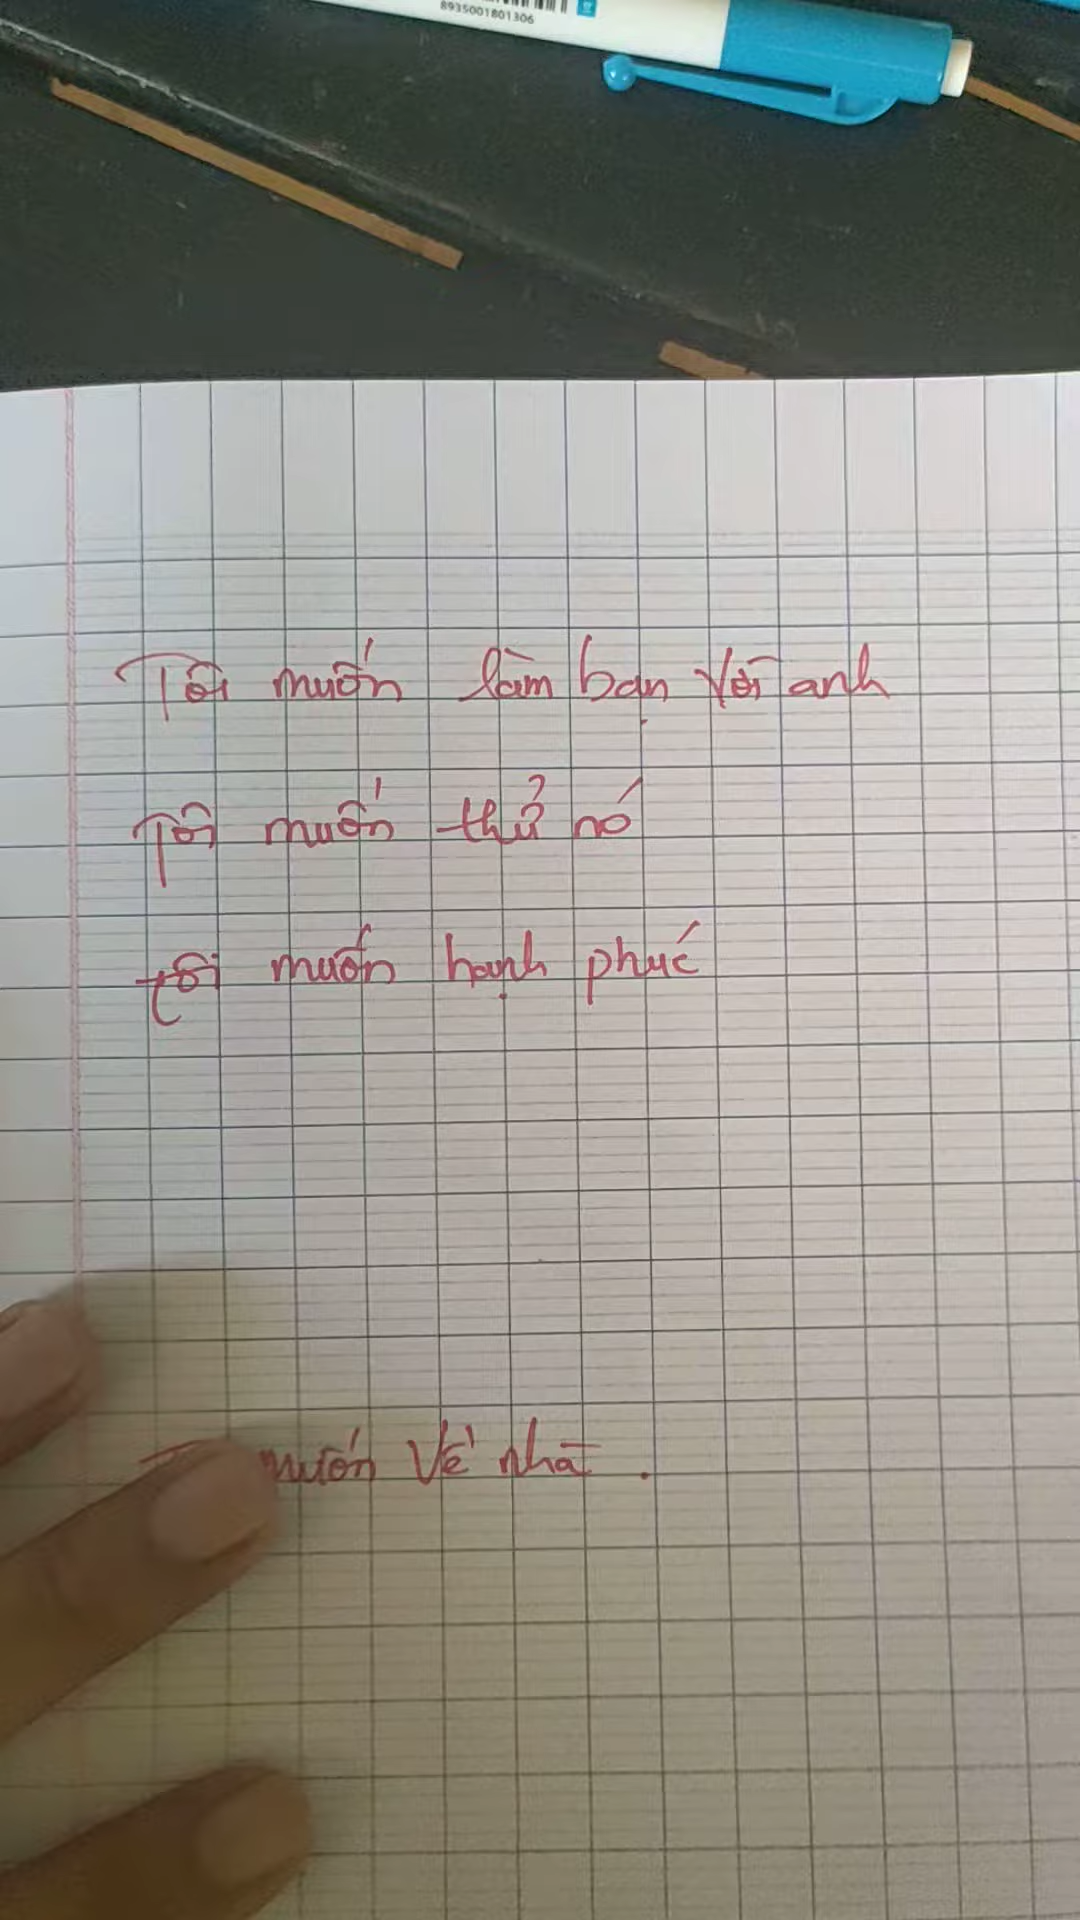 8935001801306
Tôi muốn làm bạn với anh
Tôi muốn thử nó
tôi muốn hạnh phúc
muốn về nhà.